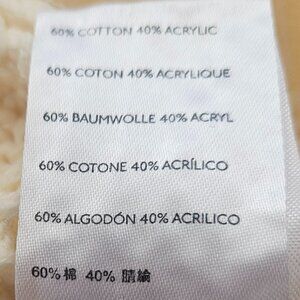 60% COTTON 40% ACRYLIC
60% COTON 40% ACRYLIQUE
60% BAUMWOLLE 40% ACRYL
60% COTONE 40% ACRÍLICO
60% ALGODÓN 40% ACRILICO
60% 棉 40% 腈綸